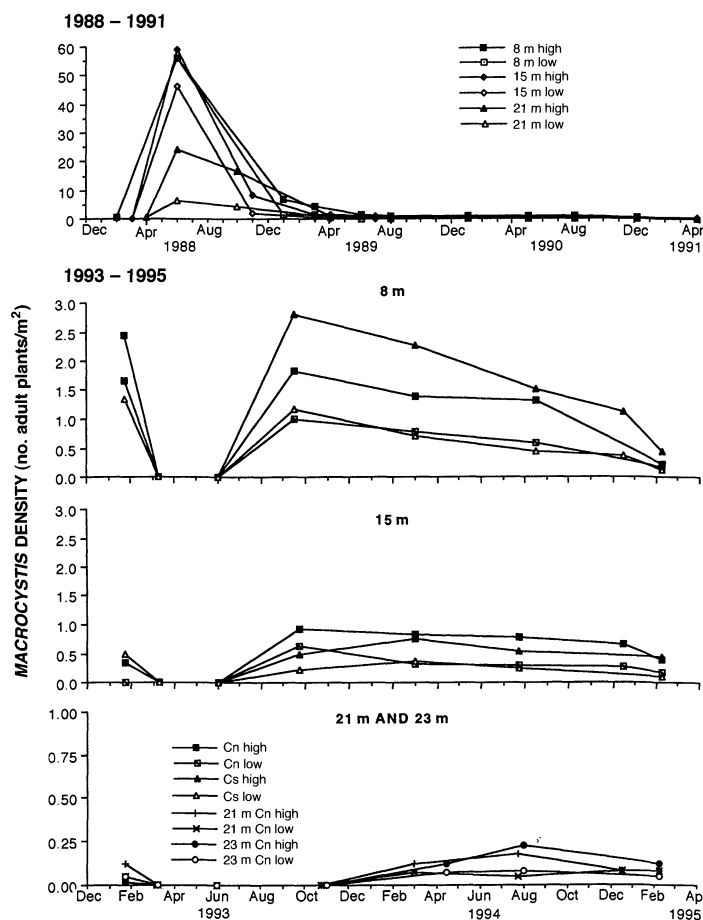 1988 – 1991
60
50
40
30
20
10
0
8 m high
8 m low
15 m high
15 m low
21 m high
21 m low
Dec Apr Aug Dec Apr Aug Dec Apr Aug Dec Apr
1988 1989 1990 1991
1993 – 1995
MACROCYSTIS DENSITY (no. adult plants/m²)
8 m
3.0
2.5
2.0
1.5
1.0
0.5
0.0
15 m
3.0
2.5
2.0
1.5
1.0
0.5
0.0
21 m AND 23 m
1.00
0.75
0.50
0.25
0.00
Cn high
Cn low
Cs high
Cs low
21 m Cn high
21 m Cn low
23 m Cn high
23 m Cn low
Dec Feb Apr Jun Aug Oct Dec Feb Apr Jun Aug Oct Dec Feb Ap
1993 1994 1995